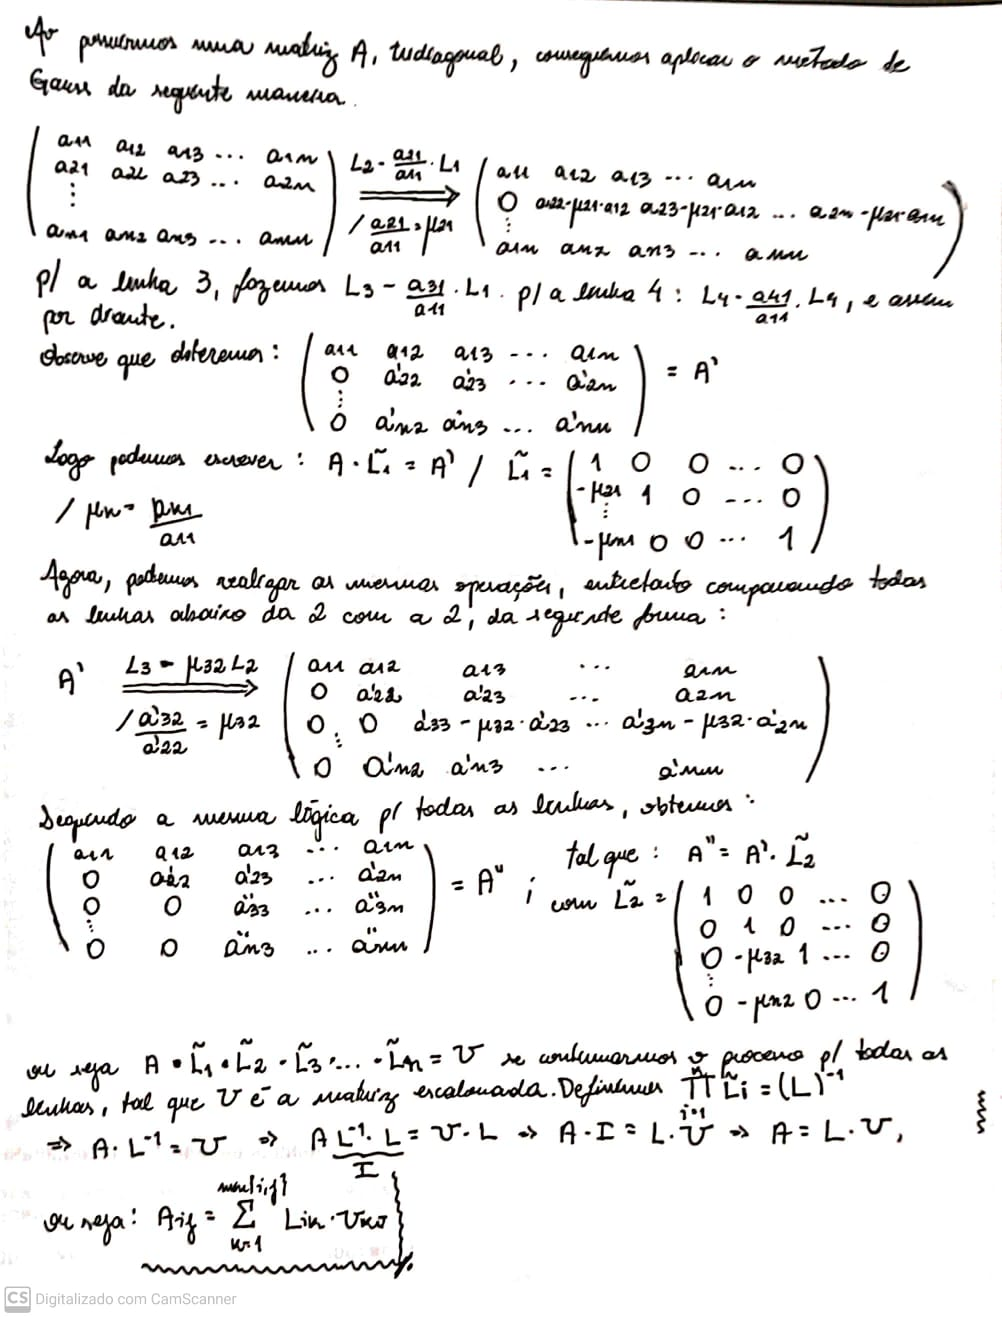 Ao possuirmos uma matriz A, tridiagonal, conseguimos aplicar o método de
Gauss da seguinte maneira.
( a11 a12 a13 ... a1n ) L2 - a21/a11 . L1 ( a11 a12 a13 ... a1n
a21 a22 a23 ... a2n ⟹ 0 a22-μ21·a12 a23-μ21·a12 ... a2n-μ21·a1n
⋮ / a21/a11 = μ21 ⋮
an1 an2 an3 ... ann ) a1n an2 an3 ... ann )
p/ a linha 3, fazemos L3 - a31/a11 . L1. p/ a linha 4: L4 - a41/a11 . L4, e assim
por diante.
Observe que obteremos: ( a11 a12 a13 ... a1n
0 a'22 a'23 ... a'2n ) = A'
⋮
0 a'n2 a'n3 ... a'nn
Logo podemos escrever: A · L̃1 = A' / L̃1 = ( 1 0 0 ... 0
-μ21 1 0 ... 0
⋮
-μn1 0 0 ... 1 )
/ μn = an1/a11
Agora, podemos realizar as mesmas operações, entretanto comparando todas
as linhas abaixo da 2 com a 2, da seguinte forma:
A' L3 - μ32 L2 ⟹ ( a11 a12 a13 ... a1n
0 a'22 a'23 ... a2n
/ a'32/a'22 = μ32 0 0 a'33 - μ32·a'23 ... a'3n - μ32·a'2n
⋮
0 a'n2 a'n3 ... a'nn )
Seguindo a mesma lógica p/ todas as linhas, obtemos:
( a11 a12 a13 ... a1n
0 a'22 a'23 ... a'2n
0 0 a''33 ... a''3n
⋮
0 0 a''n3 ... a''nn ) = A'' ;
tal que: A'' = A'. L̃2
com L̃2 = ( 1 0 0 ... 0
0 1 0 ... 0
0 -μ32 1 ... 0
⋮
0 -μn2 0 ... 1 )
ou seja A · L̃1 · L̃2 · L̃3 · ... · L̃n = U se continuarmos o processo p/ todas as
linhas, tal que U é a matriz escalonada. Definimos ∏ᵢ₌₁ⁿ L̃i = (L)⁻¹
⇒ A. L⁻¹ = U ⇒ A L⁻¹. L = U. L ⇒ A · I = L. U ⇒ A = L. U,
I
ou seja: Aij = Σ Lik · Ukj
min{i,j}
k=1
CS Digitalizado com CamScanner